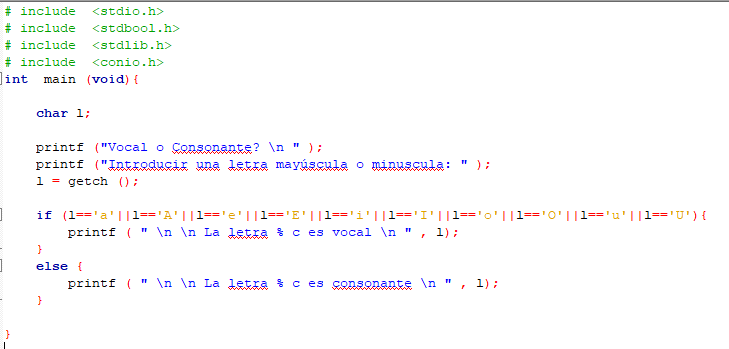 # include  <stdio.h>
# include  <stdbool.h>
# include  <stdlib.h>
# include  <conio.h>
int  main (void){
char l;
printf ("Vocal o Consonante? \n " );
printf ("Introducir una letra mayúscula o minuscula: " );
l = getch ();
if (l=='a'||l=='A'||l=='e'||l=='E'||l=='i'||l=='I'||l=='o'||l=='O'||l=='u'||l=='U'){
printf ( " \n \n La letra % c es vocal \n " , l);
}
else {
printf ( " \n \n La letra % c es consonante \n " , l);
}
}